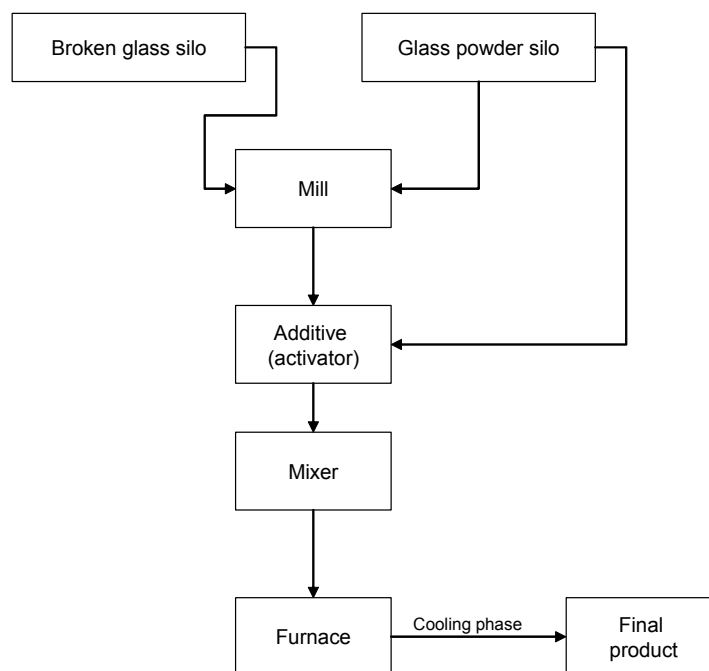 Broken glass silo
Glass powder silo
Mill
Additive
(activator)
Mixer
Furnace
Cooling phase
Final
product